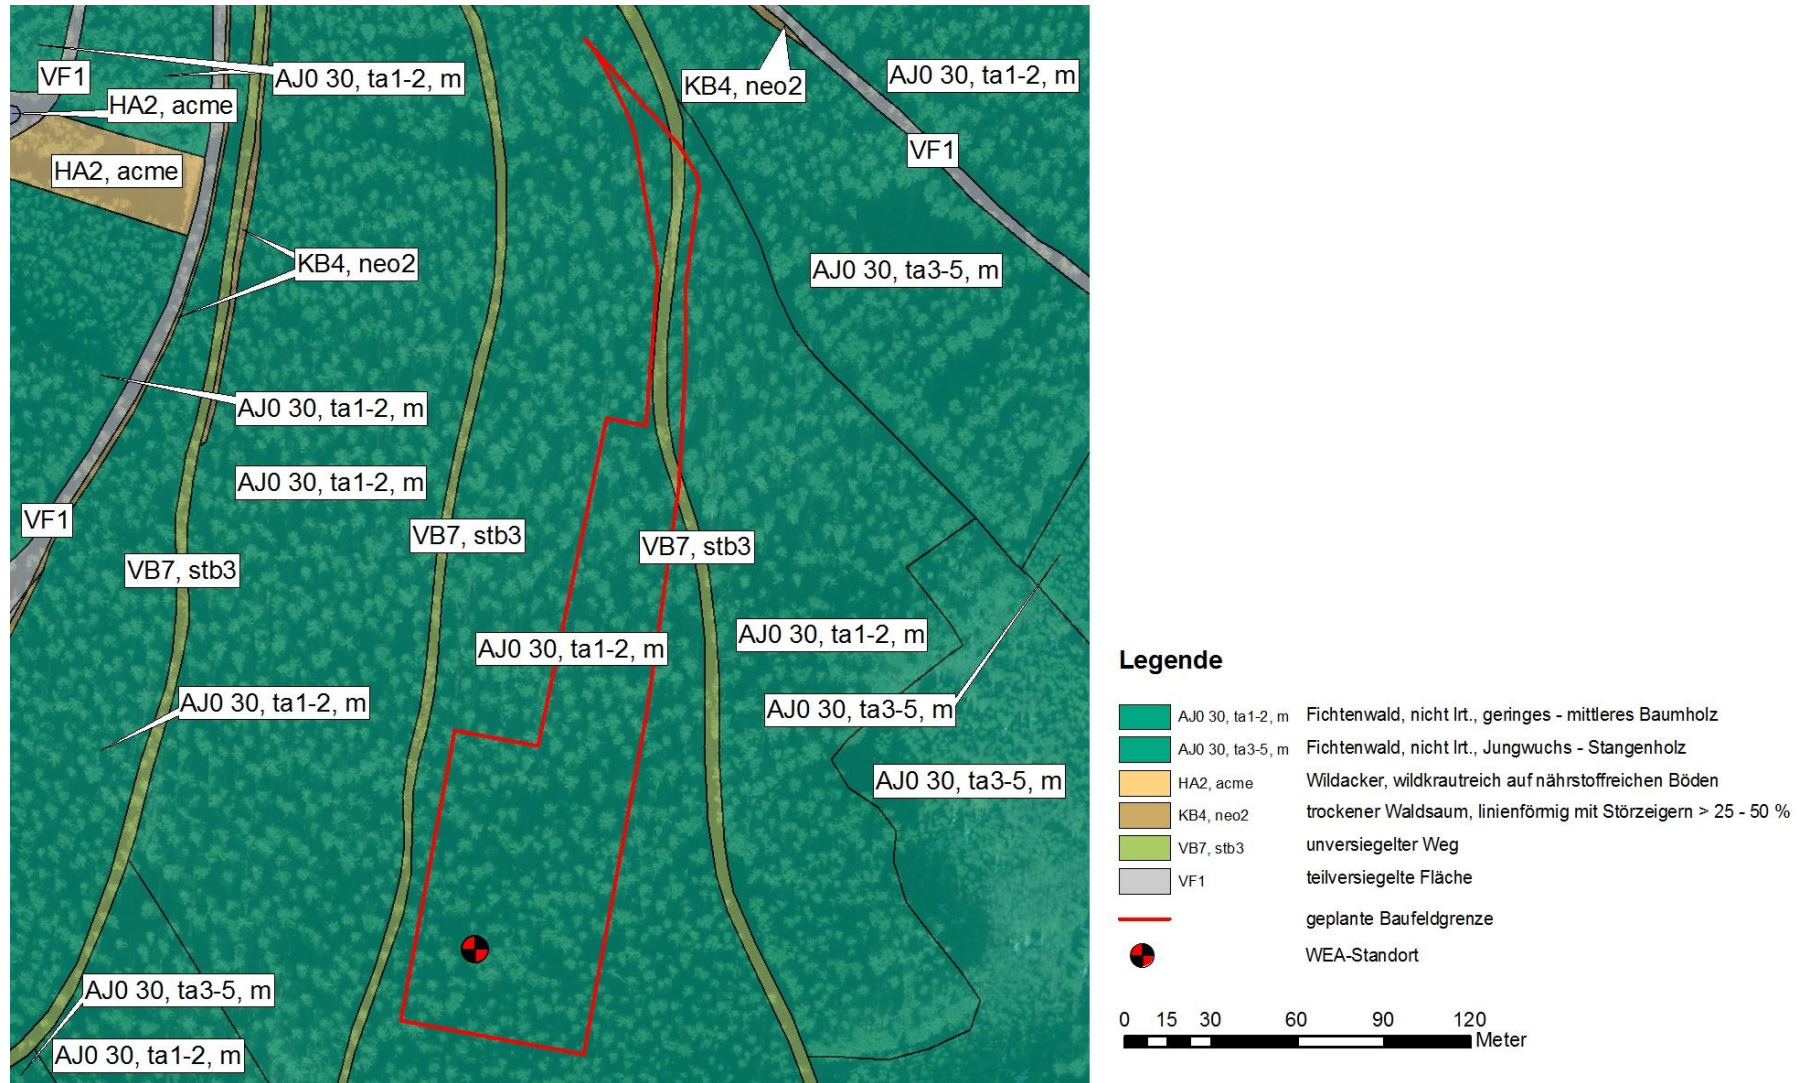 KB4, neo2
AJ0 30, ta1-2, m
VF1
AJ0 30, ta1-2, m
HA2, acme
VF1
HA2, acme
KB4, neo2
AJ0 30, ta3-5, m
AJ0 30, ta1-2, m
AJ0 30, ta1-2, m
VF1
VB7, stb3
VB7, stb3
VB7, stb3
AJ0 30, ta1-2, m
AJ0 30, ta1-2, m
AJ0 30, ta1-2, m
AJ0 30, ta3-5, m
AJ0 30, ta3-5, m
AJ0 30, ta3-5, m
AJ0 30, ta1-2, m
Legende
AJ0 30, ta1-2, m Fichtenwald, nicht lrt., geringes - mittleres Baumholz
AJ0 30, ta3-5, m Fichtenwald, nicht lrt., Jungwuchs - Stangenholz
HA2, acme Wildacker, wildkrautreich auf nährstoffreichen Böden
KB4, neo2 trockener Waldsaum, linienförmig mit Störzeigern > 25 - 50 %
VB7, stb3 unversiegelter Weg
VF1 teilversiegelte Fläche
geplante Baufeldgrenze
WEA-Standort
0 15 30 60 90 120
Meter